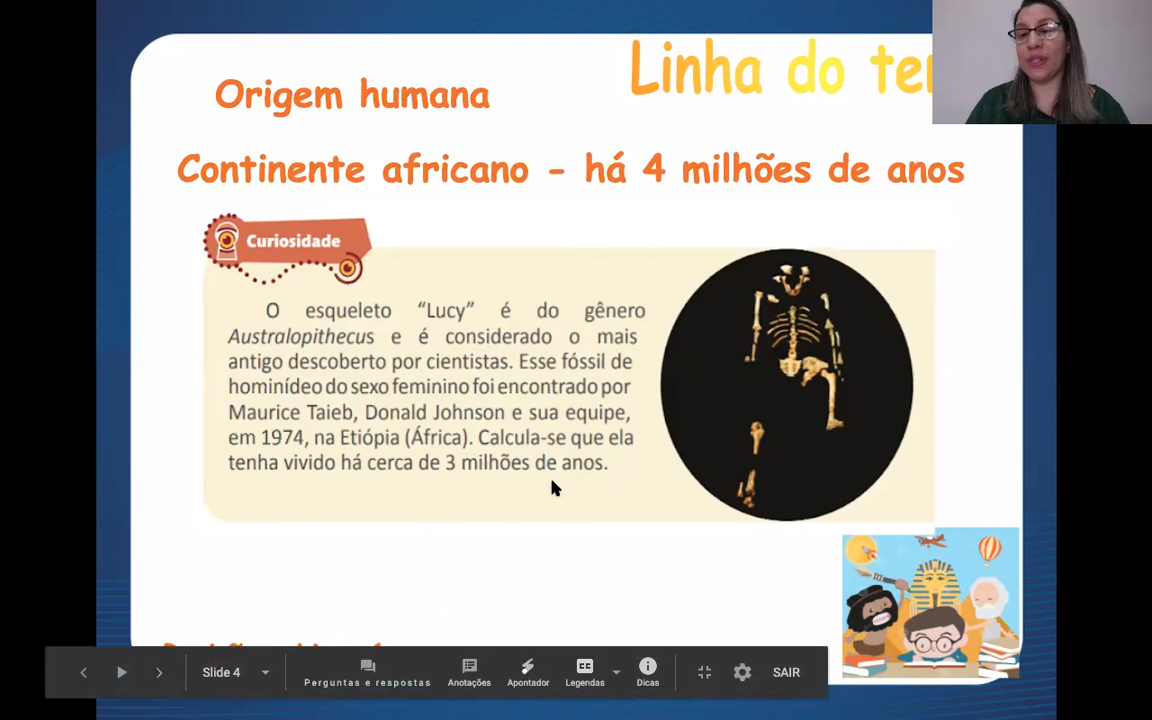 Linha do
Origem humana
Continente africano - há 4 milhões de anos
Curiosidade
O esqueleto “Lucy” é do gênero
Australopithecus e é considerado o mais
antigo descoberto por cientistas. Esse fóssil de
hominídeo do sexo feminino foi encontrado por
Maurice Taieb, Donald Johnson e sua equipe,
em 1974, na Etiópia (África). Calcula-se que ela
tenha vivido há cerca de 3 milhões de anos.
Slide 4
Perguntas e respostas
Anotações
Apontador
CC
Legendas
Dicas
SAIR